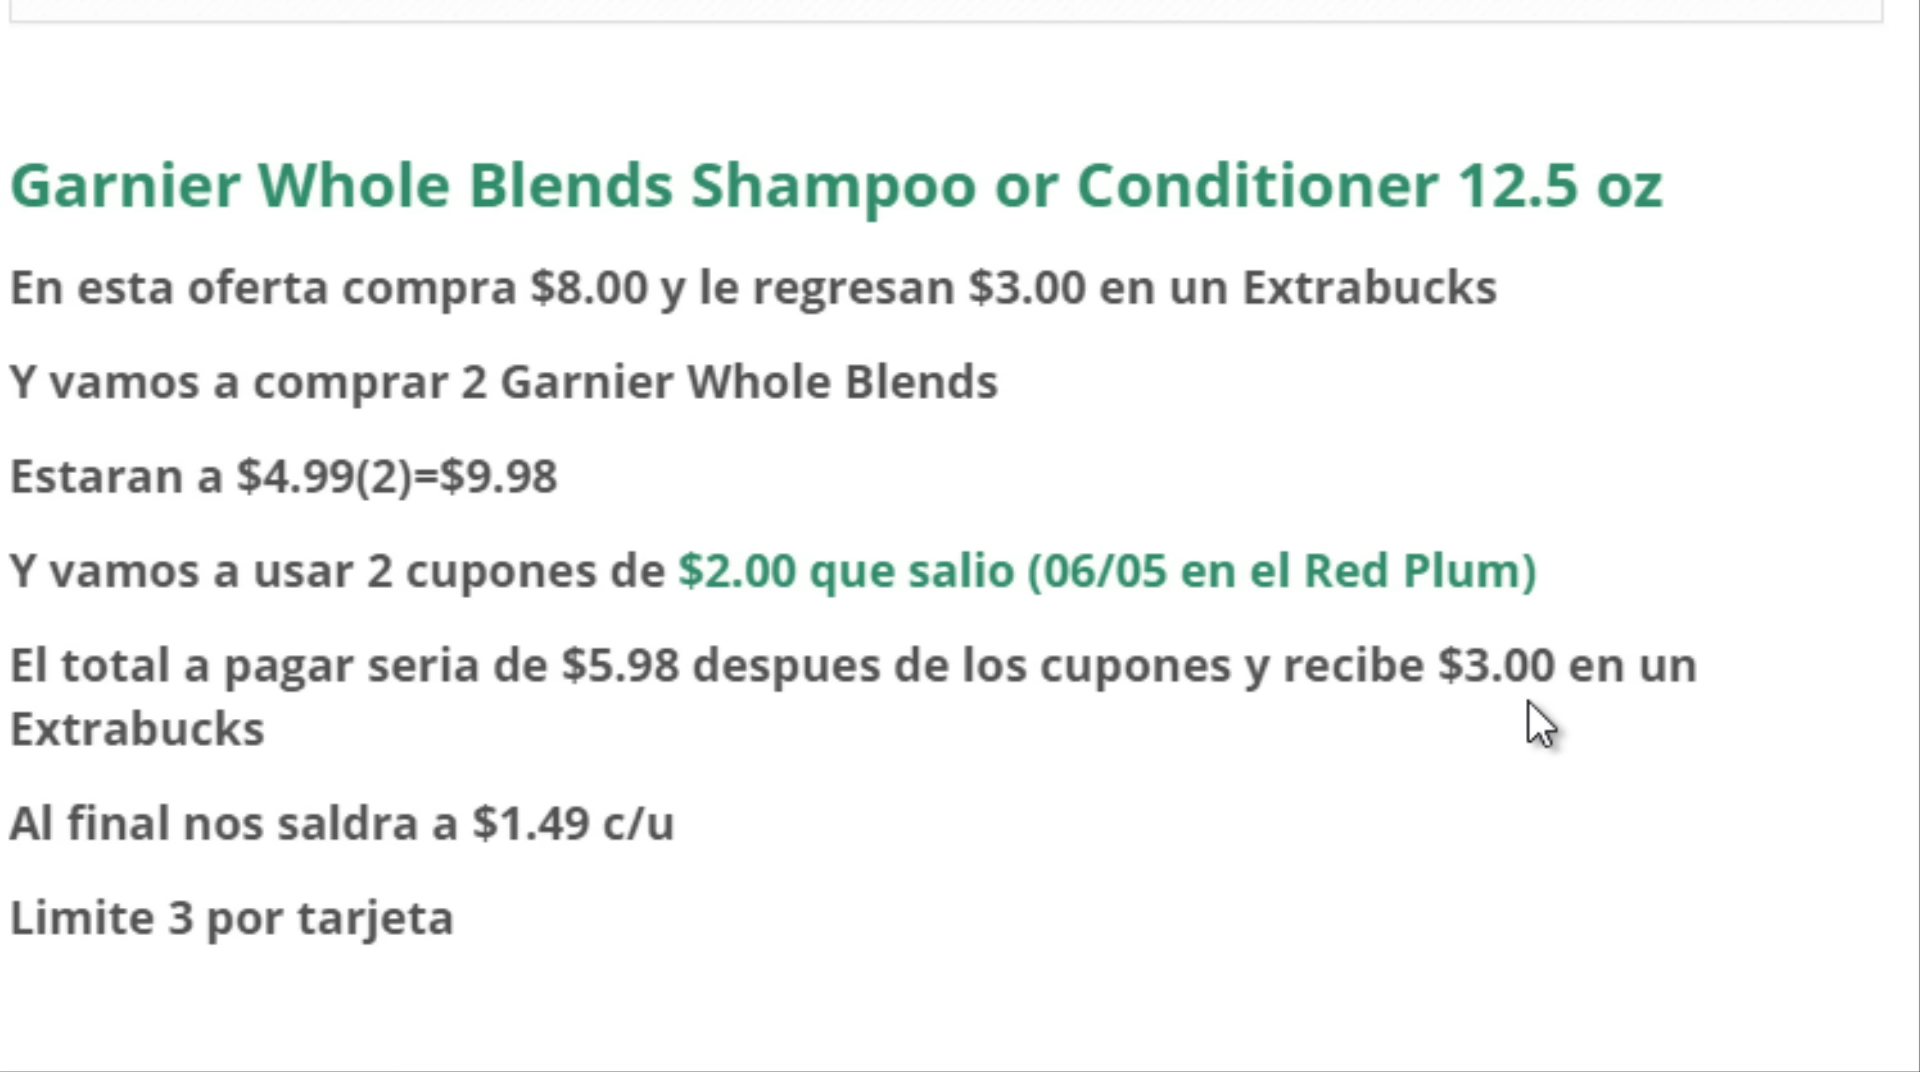 Garnier Whole Blends Shampoo or Conditioner 12.5 oz
En esta oferta compra $8.00 y le regresan $3.00 en un Extrabucks
Y vamos a comprar 2 Garnier Whole Blends
Estaran a $4.99(2)=$9.98
Y vamos a usar 2 cupones de $2.00 que salio (06/05 en el Red Plum)
El total a pagar seria de $5.98 despues de los cupones y recibe $3.00 en un
Extrabucks
Al final nos saldra a $1.49 c/u
Limite 3 por tarjeta